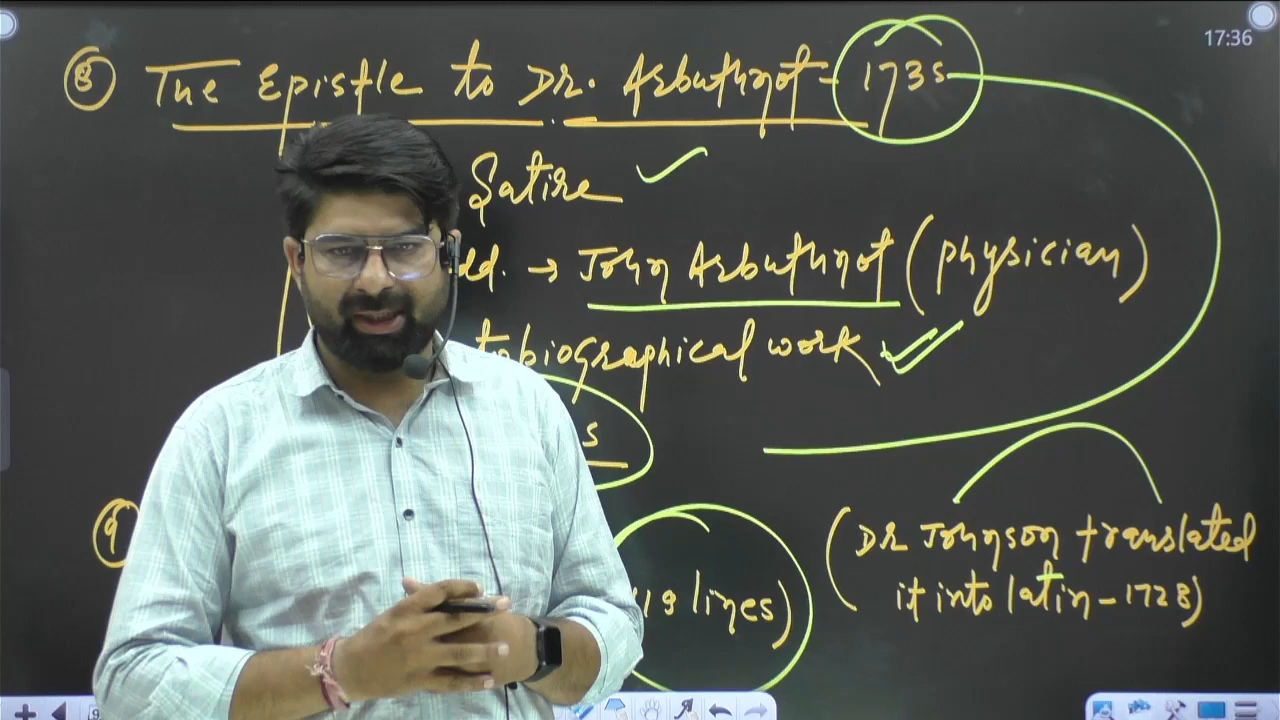 17:36
8 The Epistle to Dr. Arbuthnot - 1735
Satire
dd. → John Arbuthnot (physician)
tobiographical work
s
9
19 lines)
(Dr Johnson translated
it into latin - 1728)